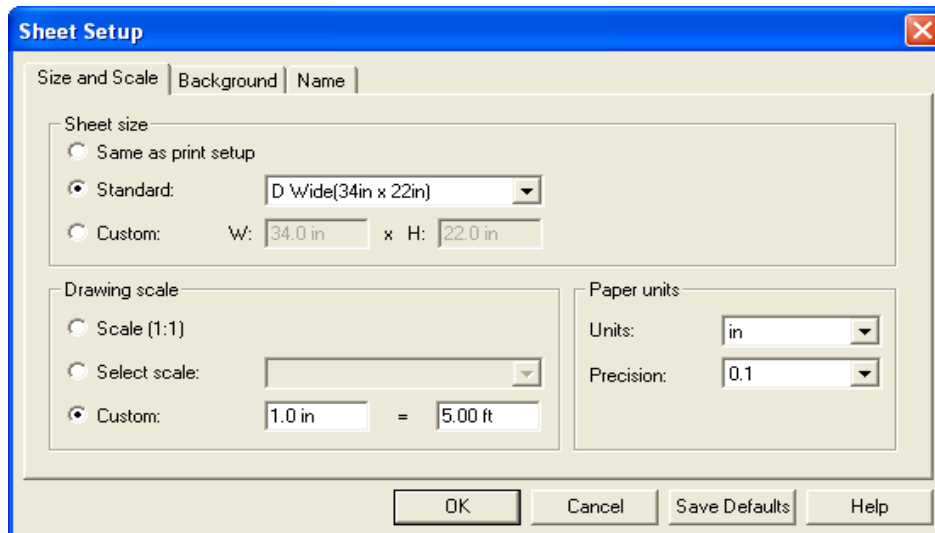 Sheet Setup
Size and Scale Background Name
Sheet size
Same as print setup
Standard: D Wide(34in x 22in)
Custom: W: 34.0 in x H: 22.0 in
Drawing scale Paper units
Scale (1:1) Units: in
Select scale: Precision: 0.1
Custom: 1.0 in = 5.00 ft
OK Cancel Save Defaults Help